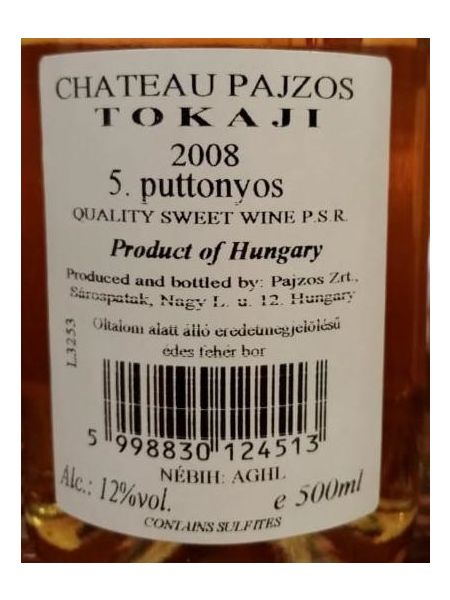 CHATEAU PAJZOS
TOKAJI
2008
5. puttonyos
QUALITY SWEET WINE P.S.R.
Product of Hungary
Produced and bottled by: Pajzos Zrt.,
Sárospatak, Nagy L. u. 12. Hungary
Oltalom alatt álló eredetmegjelölésű
édes fehér bor
L3253
5 998830 124513
NÉBIH: AGHL
Alc.: 12%vol.
e 500ml
CONTAINS SULFITES